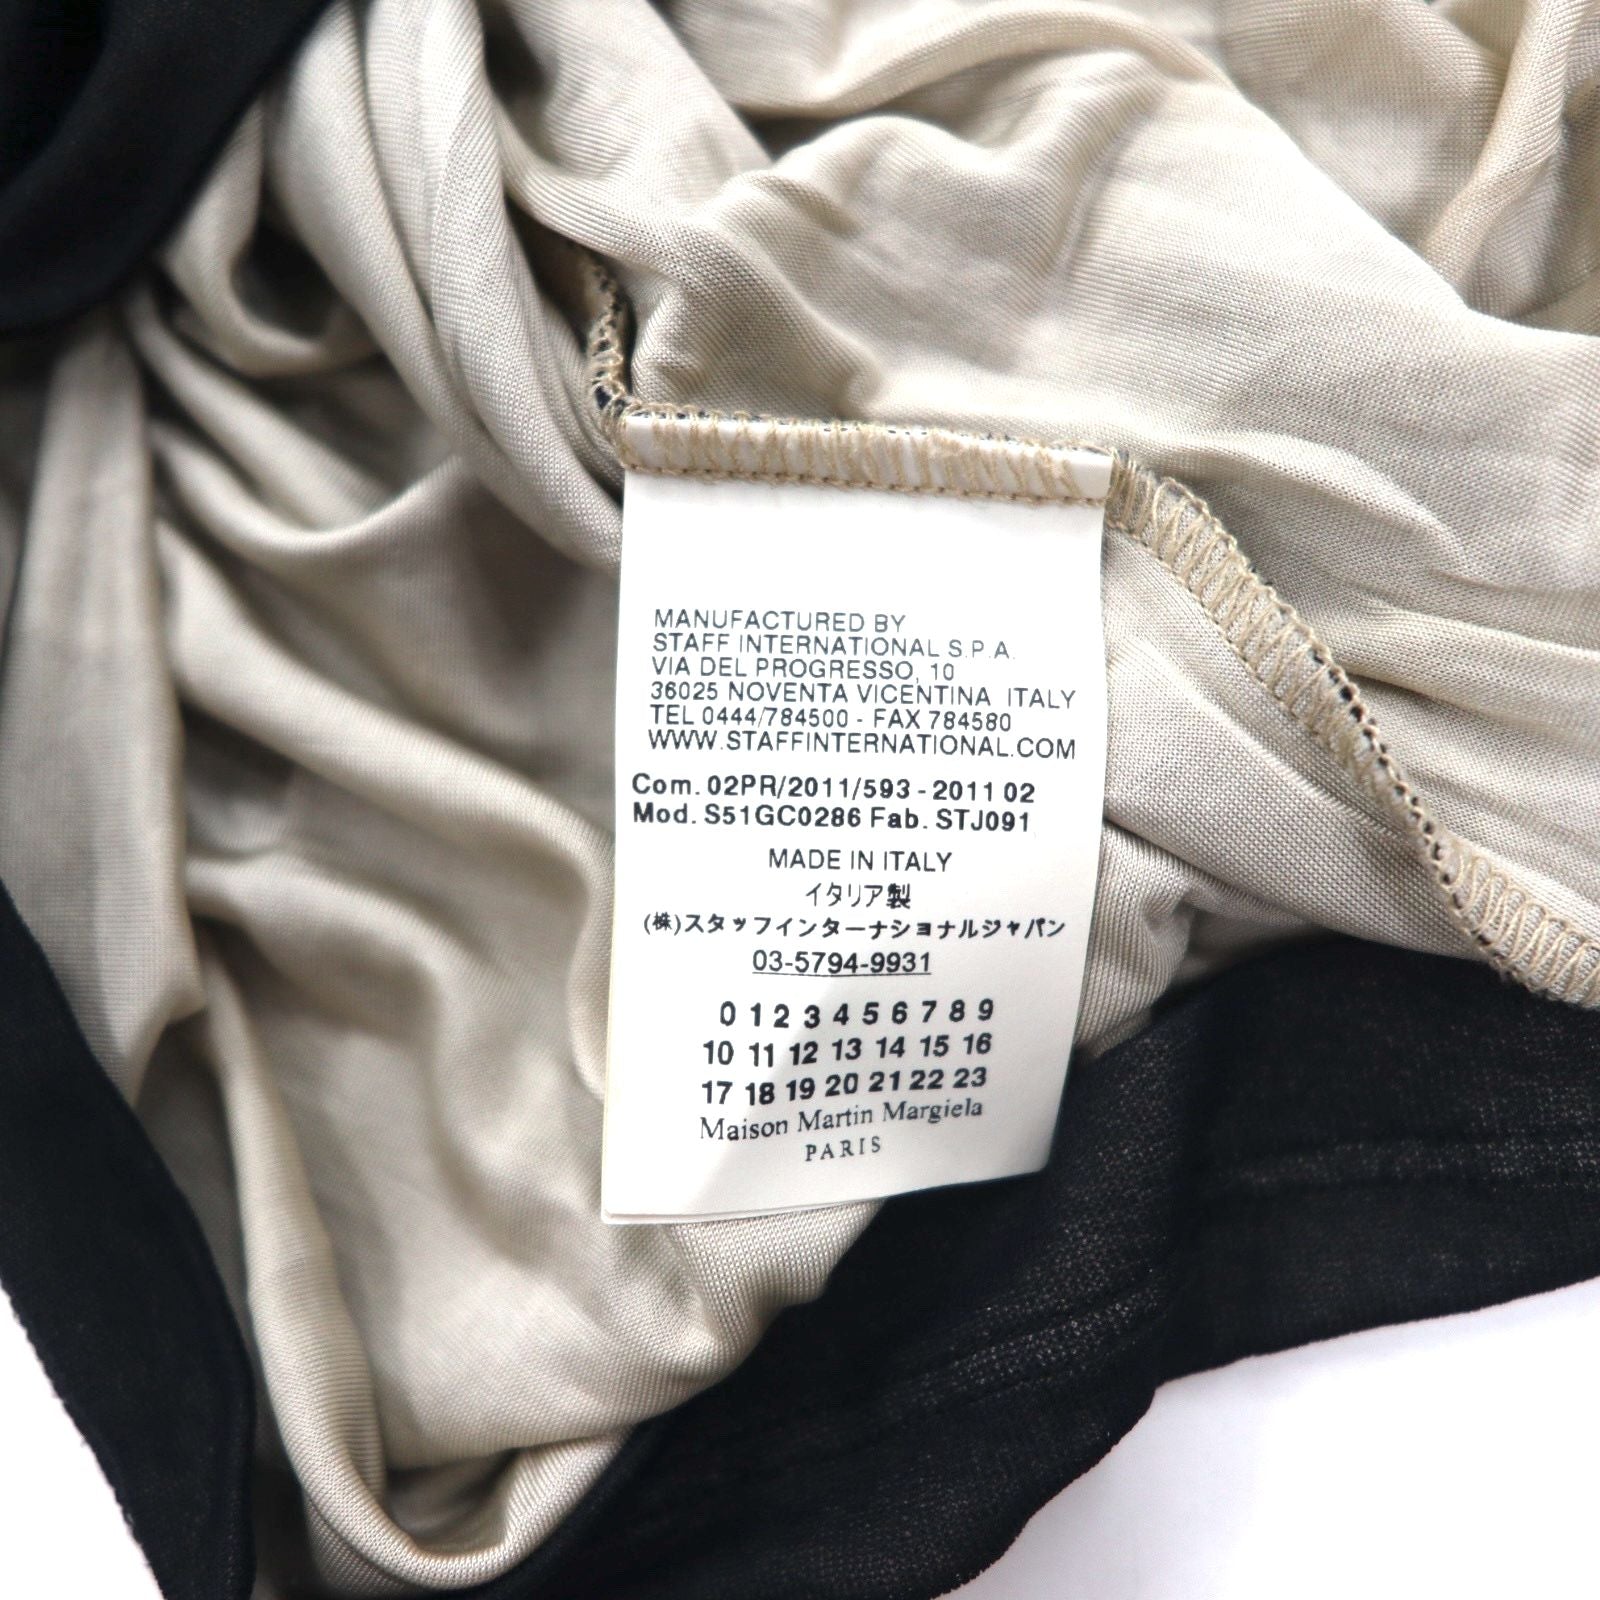 MANUFACTURED BY
STAFF INTERNATIONAL S.P.A.
VIA DEL PROGRESSO, 10
36025 NOVENTA VICENTINA ITALY
TEL 0444/784500 - FAX 784580
WWW.STAFFINTERNATIONAL.COM
Com. 02PR/2011/593 - 2011 02
Mod. S51GC0286 Fab. STJ091
MADE IN ITALY
イタリア製
(株)スタッフインターナショナルジャパン
03-5794-9931
0 1 2 3 4 5 6 7 8 9
10 11 12 13 14 15 16
17 18 19 20 21 22 23
Maison Martin Margiela
PARIS